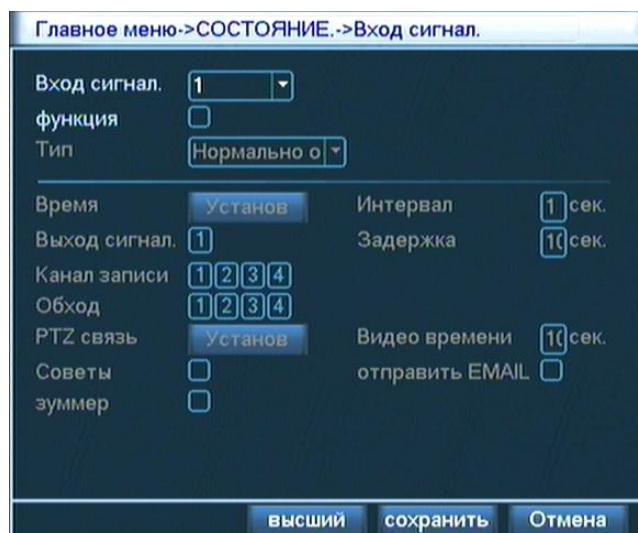 Главное меню->СОСТОЯНИЕ.->Вход сигнал.
Вход сигнал. 1
функция
Тип Нормально о
Время Установ Интервал 1 сек.
Выход сигнал. 1 Задержка 10 сек.
Канал записи 1 2 3 4
Обход 1 2 3 4
PTZ связь Установ Видео времени 10 сек.
Советы отправить EMAIL
зуммер
высший сохранить Отмена